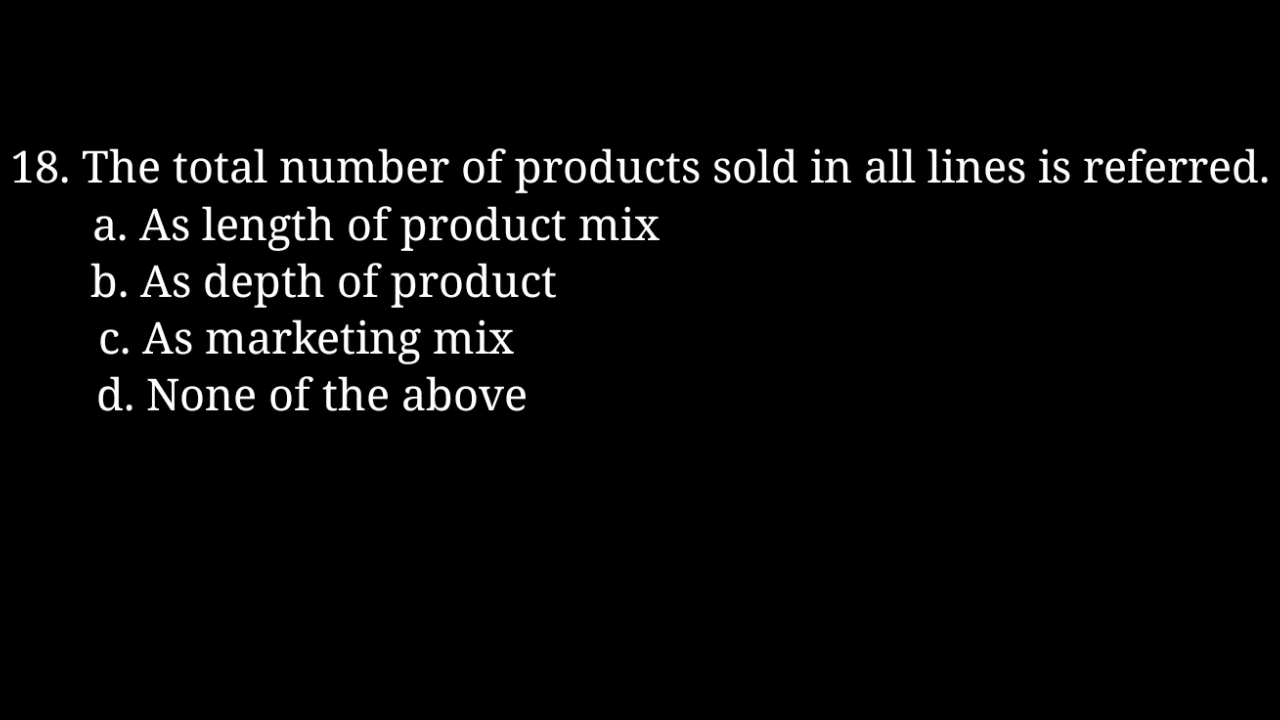 18. The total number of products sold in all lines is referred.
a. As length of product mix
b. As depth of product
c. As marketing mix
d. None of the above